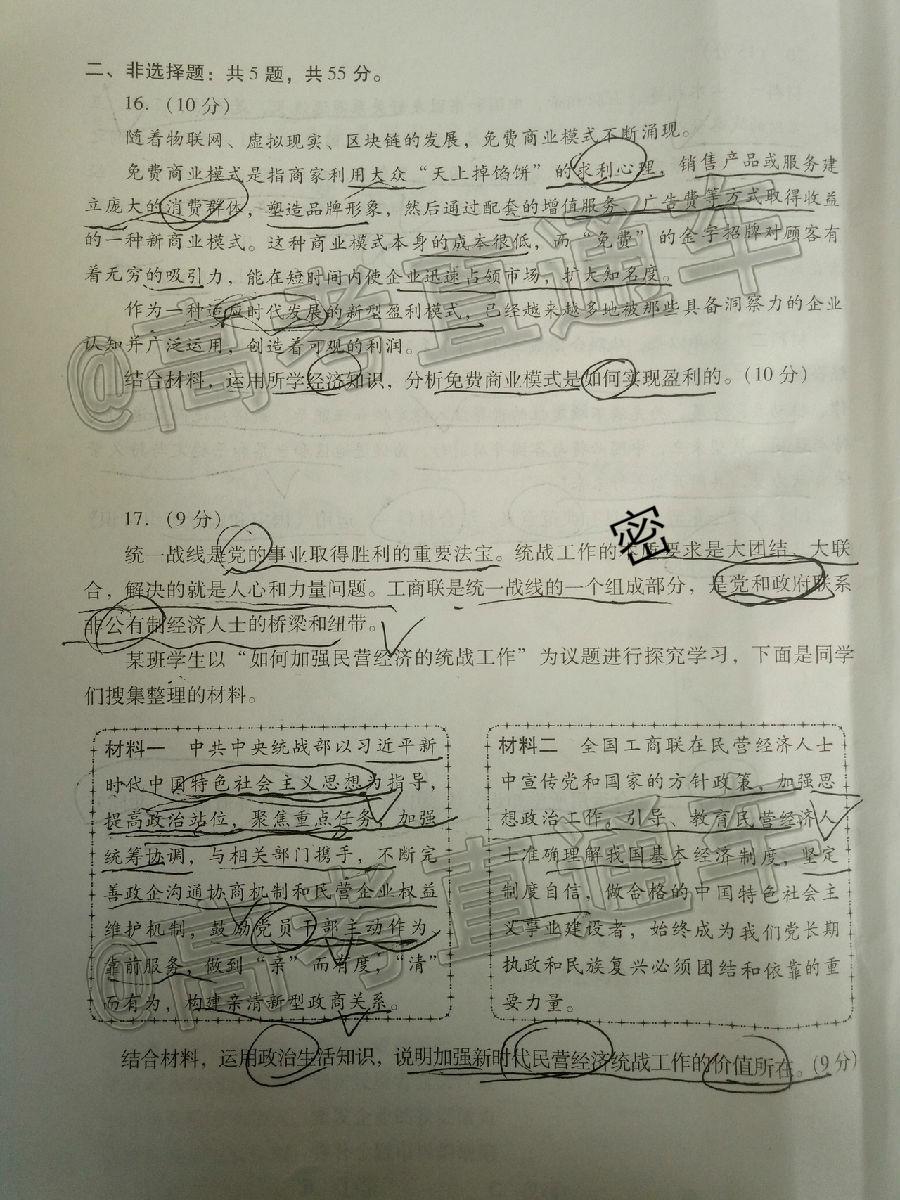 二、非选择题：共5题，共55分。
16.（10分）
随着物联网、虚拟现实、区块链的发展，免费商业模式不断涌现。
免费商业模式是指商家利用大众“天上掉馅饼”的求利心理，销售产品或服务建
立庞大的消费群体，塑造品牌形象，然后通过配套的增值服务、广告费等方式取得收益
的一种新商业模式。这种商业模式本身的成本很低，而“免费”的金字招牌对顾客有
着无穷的吸引力，能在短时间内使企业迅速占领市场，扩大知名度。
作为一种适应时代发展的新型盈利模式，已经越来越多地被那些具备洞察力的企业
认知并广泛运用，创造着可观的利润。
结合材料，运用所学经济知识，分析免费商业模式是如何实现盈利的。（10分）
17.（9分）
统一战线是党的事业取得胜利的重要法宝。统战工作的本质要求是大团结、大联
合，解决的就是人心和力量问题。工商联是统一战线的一个组成部分，是党和政府联系
非公有制经济人士的桥梁和纽带。
某班学生以“如何加强民营经济的统战工作”为议题进行探究学习，下面是同学
们搜集整理的材料。
材料一 中共中央统战部以习近平新
时代中国特色社会主义思想为指导，
提高政治站位，聚焦重点任务，加强
统筹协调，与相关部门携手，不断完
善政企沟通协商机制和民营企业权益
维护机制，鼓励党员干部主动作为
靠前服务，做到“亲”而有度，“清”
而有为，构建亲清新型政商关系。
材料二 全国工商联在民营经济人士
中宣传党和国家的方针政策，加强思
想政治工作，引导、教育民营经济人
士准确理解我国基本经济制度，坚定
制度自信，做合格的中国特色社会主
义事业建设者，始终成为我们党长期
执政和民族复兴必须团结和依靠的重
要力量。
结合材料，运用政治生活知识，说明加强新时代民营经济统战工作的价值所在。（9分）
密
@高考直通车
@高考直通车